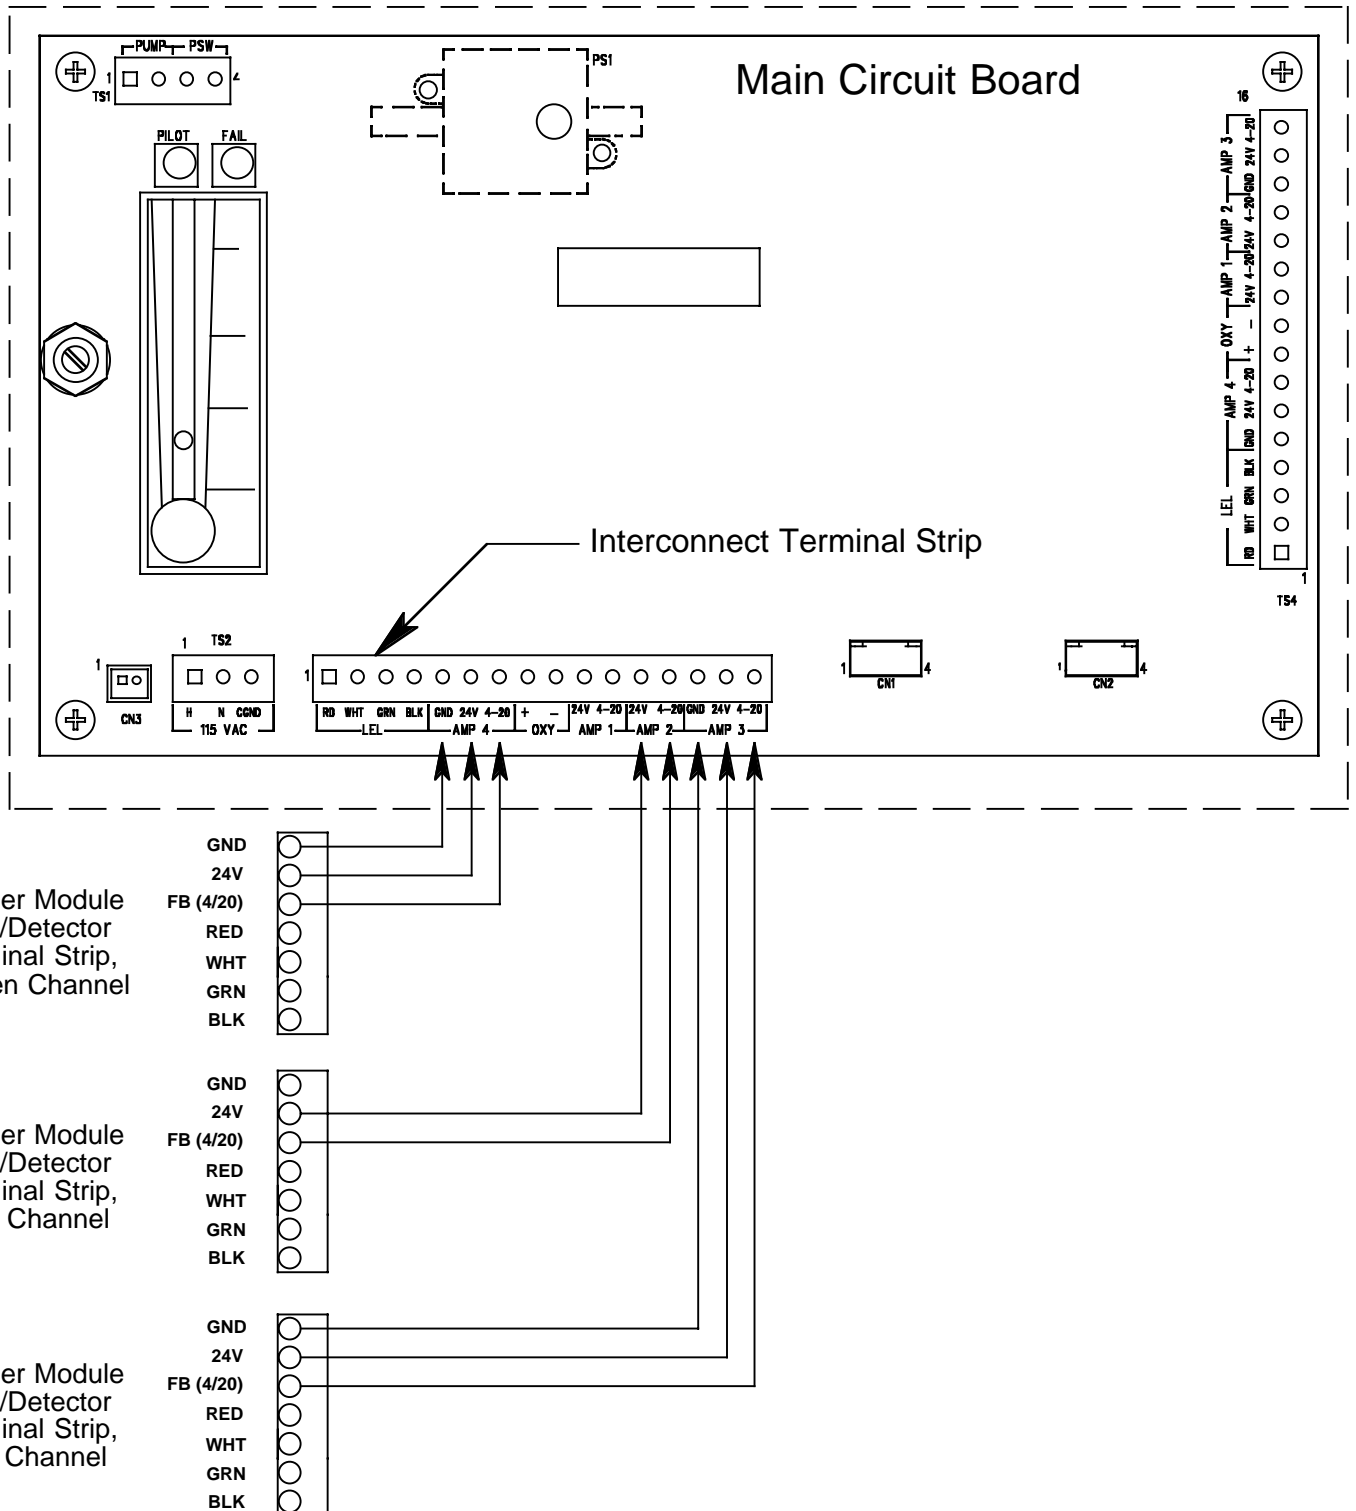 PUMP PSW
1
4
TS1
PS1
Main Circuit Board
PILOT FAIL
16
AMP 3 AMP 2 AMP 1 OXY AMP 4 LEL
4-20 24V GND 4-20 24V 4-20 24V - + 4-20 24V GND BLK GRN WHT RD
1
TS4
Interconnect Terminal Strip
1
CN3
1 TS2
H N CGND
115 VAC
1
RD WHT GRN BLK GND 24V 4-20 + - 24V 4-20 24V 4-20 GND 24V 4-20
LEL AMP 4 OXY AMP 1 AMP 2 AMP 3
1 4
CN1
1 4
CN2
er Module
/Detector
inal Strip,
en Channel
GND
24V
FB (4/20)
RED
WHT
GRN
BLK
er Module
/Detector
inal Strip,
Channel
GND
24V
FB (4/20)
RED
WHT
GRN
BLK
er Module
/Detector
inal Strip,
Channel
GND
24V
FB (4/20)
RED
WHT
GRN
BLK